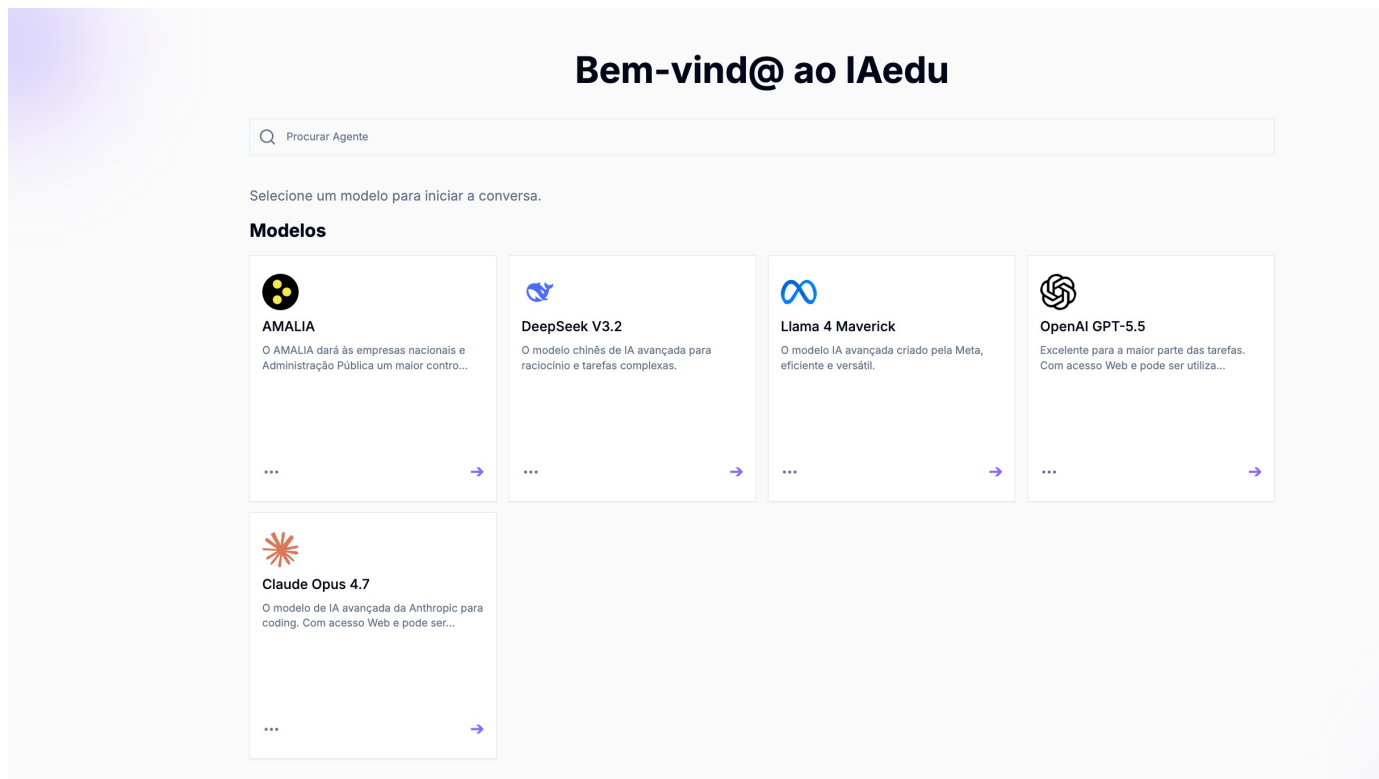 Bem-vind@ ao IAedu
Procurar Agente
Selecione um modelo para iniciar a conversa.
Modelos
AMALIA
O AMALIA dará às empresas nacionais e
Administração Pública um maior contro...
DeepSeek V3.2
O modelo chinês de IA avançada para
raciocínio e tarefas complexas.
Llama 4 Maverick
O modelo IA avançada criado pela Meta,
eficiente e versátil.
OpenAI GPT-5.5
Excelente para a maior parte das tarefas.
Com acesso Web e pode ser utiliza...
Claude Opus 4.7
O modelo de IA avançada da Anthropic para
coding. Com acesso Web e pode ser...